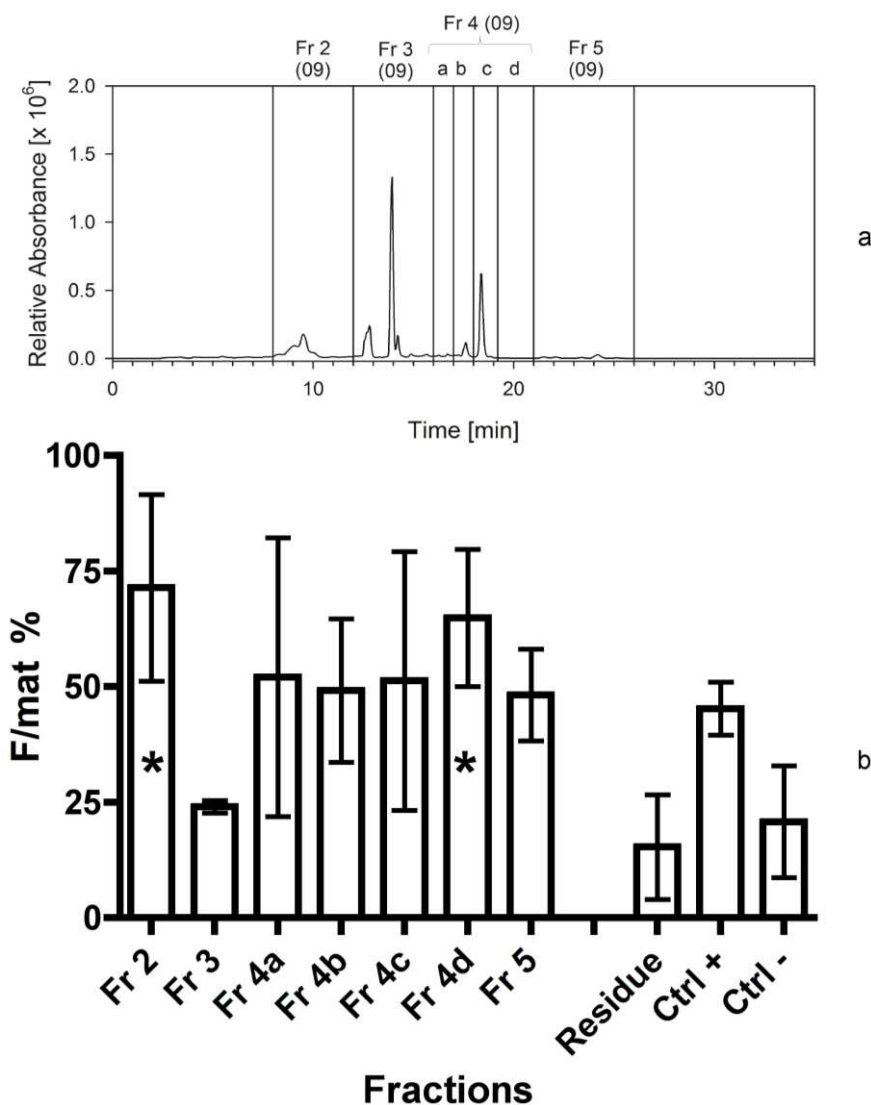 Fr 4 (09)
Fr 2 (09)
Fr 3 (09)
a b c d
Fr 5 (09)
Relative Absorbance [x 10⁶]
2.0
1.5
1.0
0.5
0.0
0 10 20 30
Time [min]
a
F/mat %
100
75
50
25
0
*
*
b
Fr 2
Fr 3
Fr 4a
Fr 4b
Fr 4c
Fr 4d
Fr 5
Residue
Ctrl +
Ctrl -
Fractions